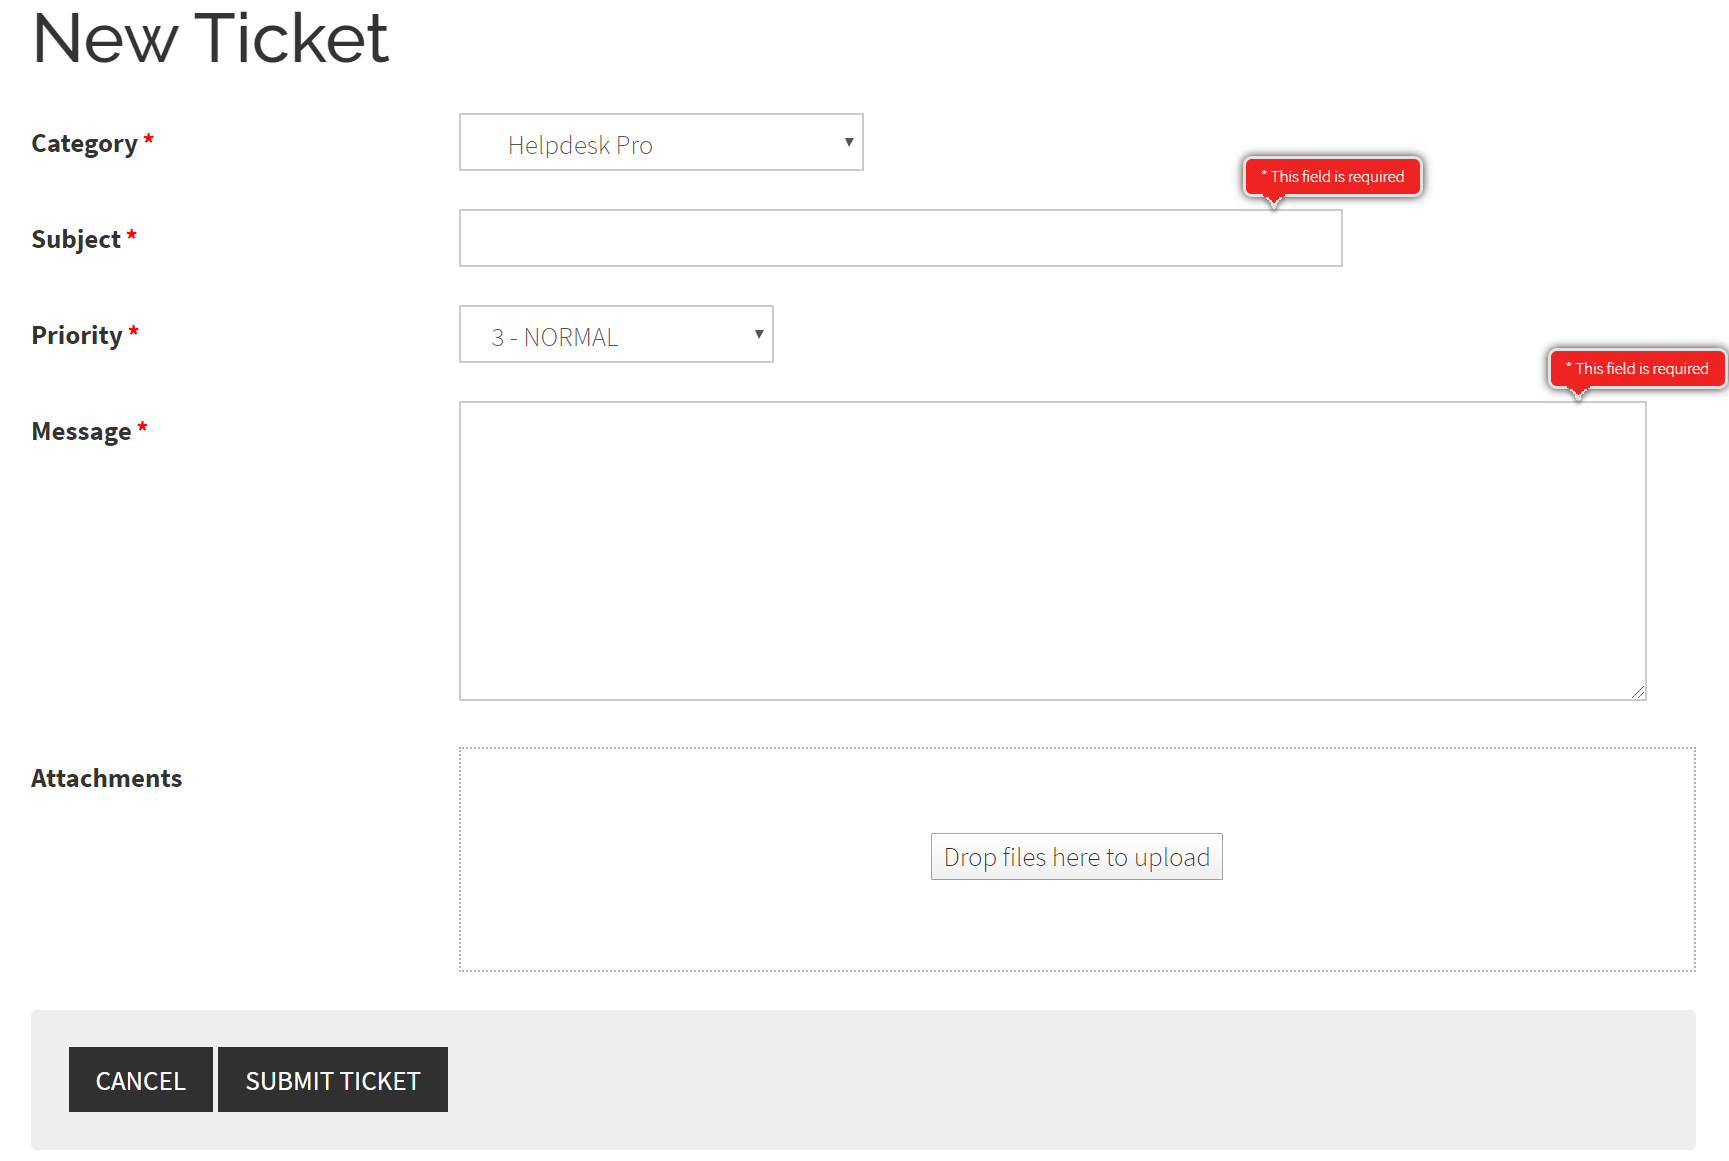 New Ticket
Category *
Helpdesk Pro
* This field is required
Subject *
Priority *
3 - NORMAL
* This field is required
Message *
Attachments
Drop files here to upload
CANCEL SUBMIT TICKET